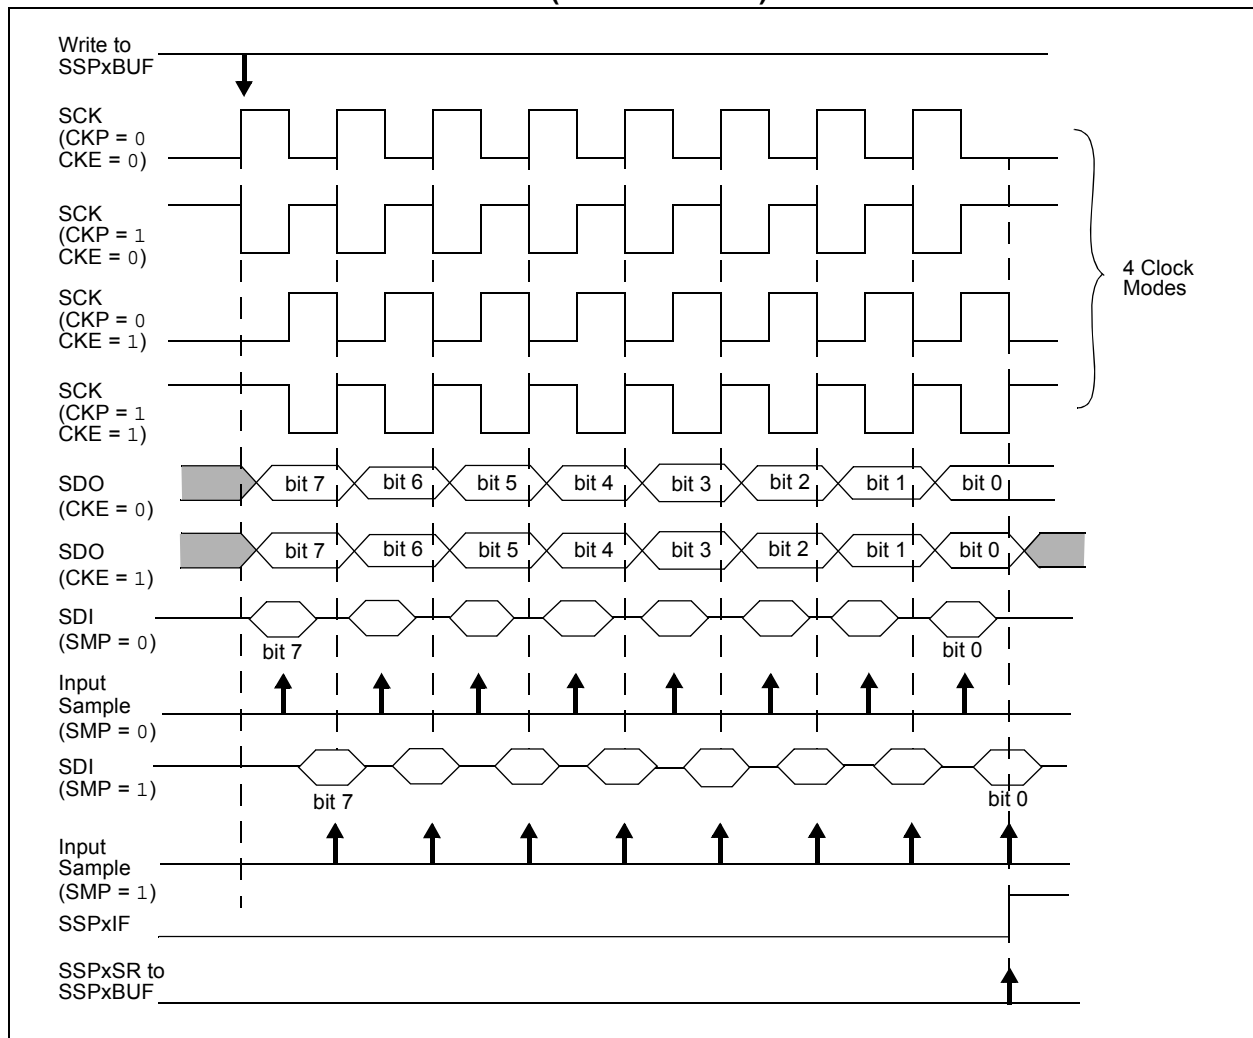 Write to
SSPxBUF
SCK
(CKP = 0
CKE = 0)
SCK
(CKP = 1
CKE = 0)
SCK
(CKP = 0
CKE = 1)
SCK
(CKP = 1
CKE = 1)
4 Clock
Modes
SDO
(CKE = 0)
bit 7 bit 6 bit 5 bit 4 bit 3 bit 2 bit 1 bit 0
SDO
(CKE = 1)
bit 7 bit 6 bit 5 bit 4 bit 3 bit 2 bit 1 bit 0
SDI
(SMP = 0)
bit 7 bit 0
Input
Sample
(SMP = 0)
SDI
(SMP = 1)
bit 7 bit 0
Input
Sample
(SMP = 1)
SSPxIF
SSPxSR to
SSPxBUF